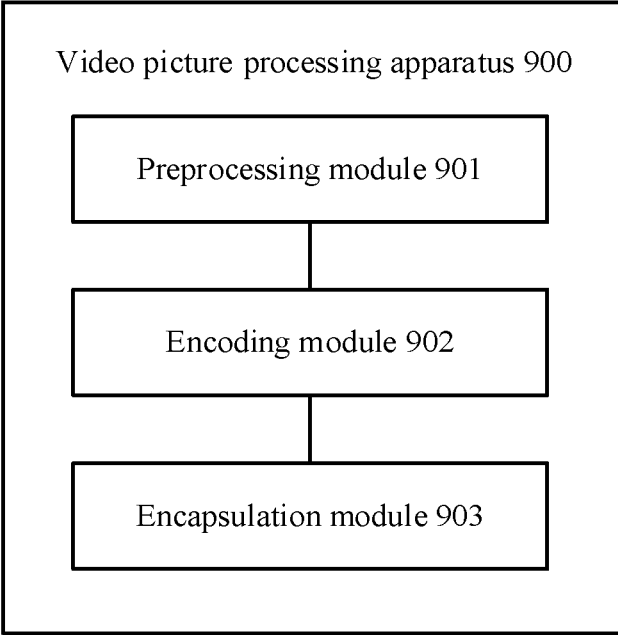 Video picture processing apparatus 900
Preprocessing module 901
Encoding module 902
Encapsulation module 903